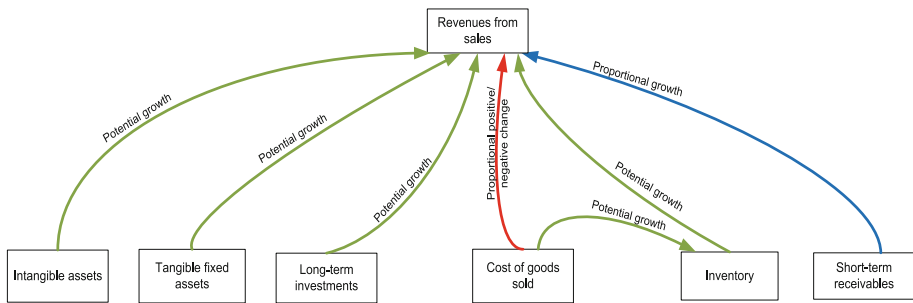 Revenues from
sales
Proportional growth
Potential growth
Potential growth
Potential growth
Proportional positive/
negative change
Potential growth
Potential growth
Intangible assets
Tangible fixed
assets
Long-term
investments
Cost of goods
sold
Inventory
Short-term
receivables